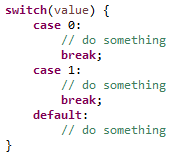 switch(value) {
    case 0:
        // do something
        break;
    case 1:
        // do something
        break;
    default:
        // do something
}